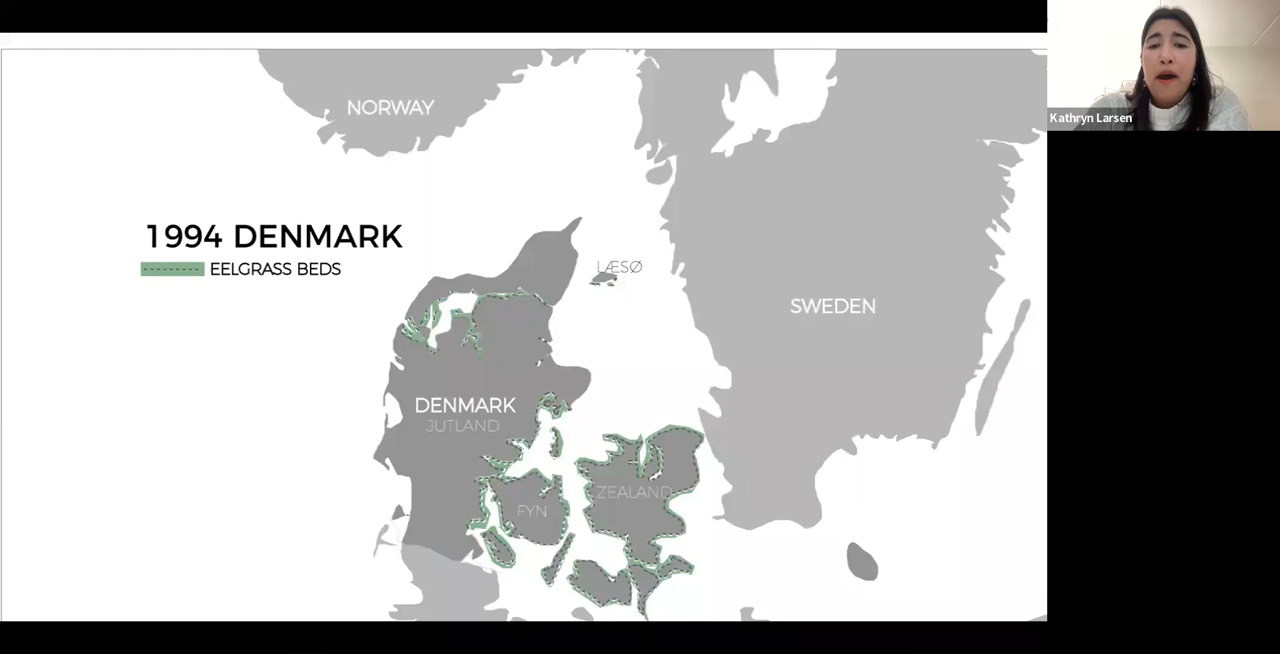 NORWAY
Kathryn Larsen
1994 DENMARK
EELGRASS BEDS
LÆSØ
SWEDEN
DENMARK
JUTLAND
ZEALAND
FYN